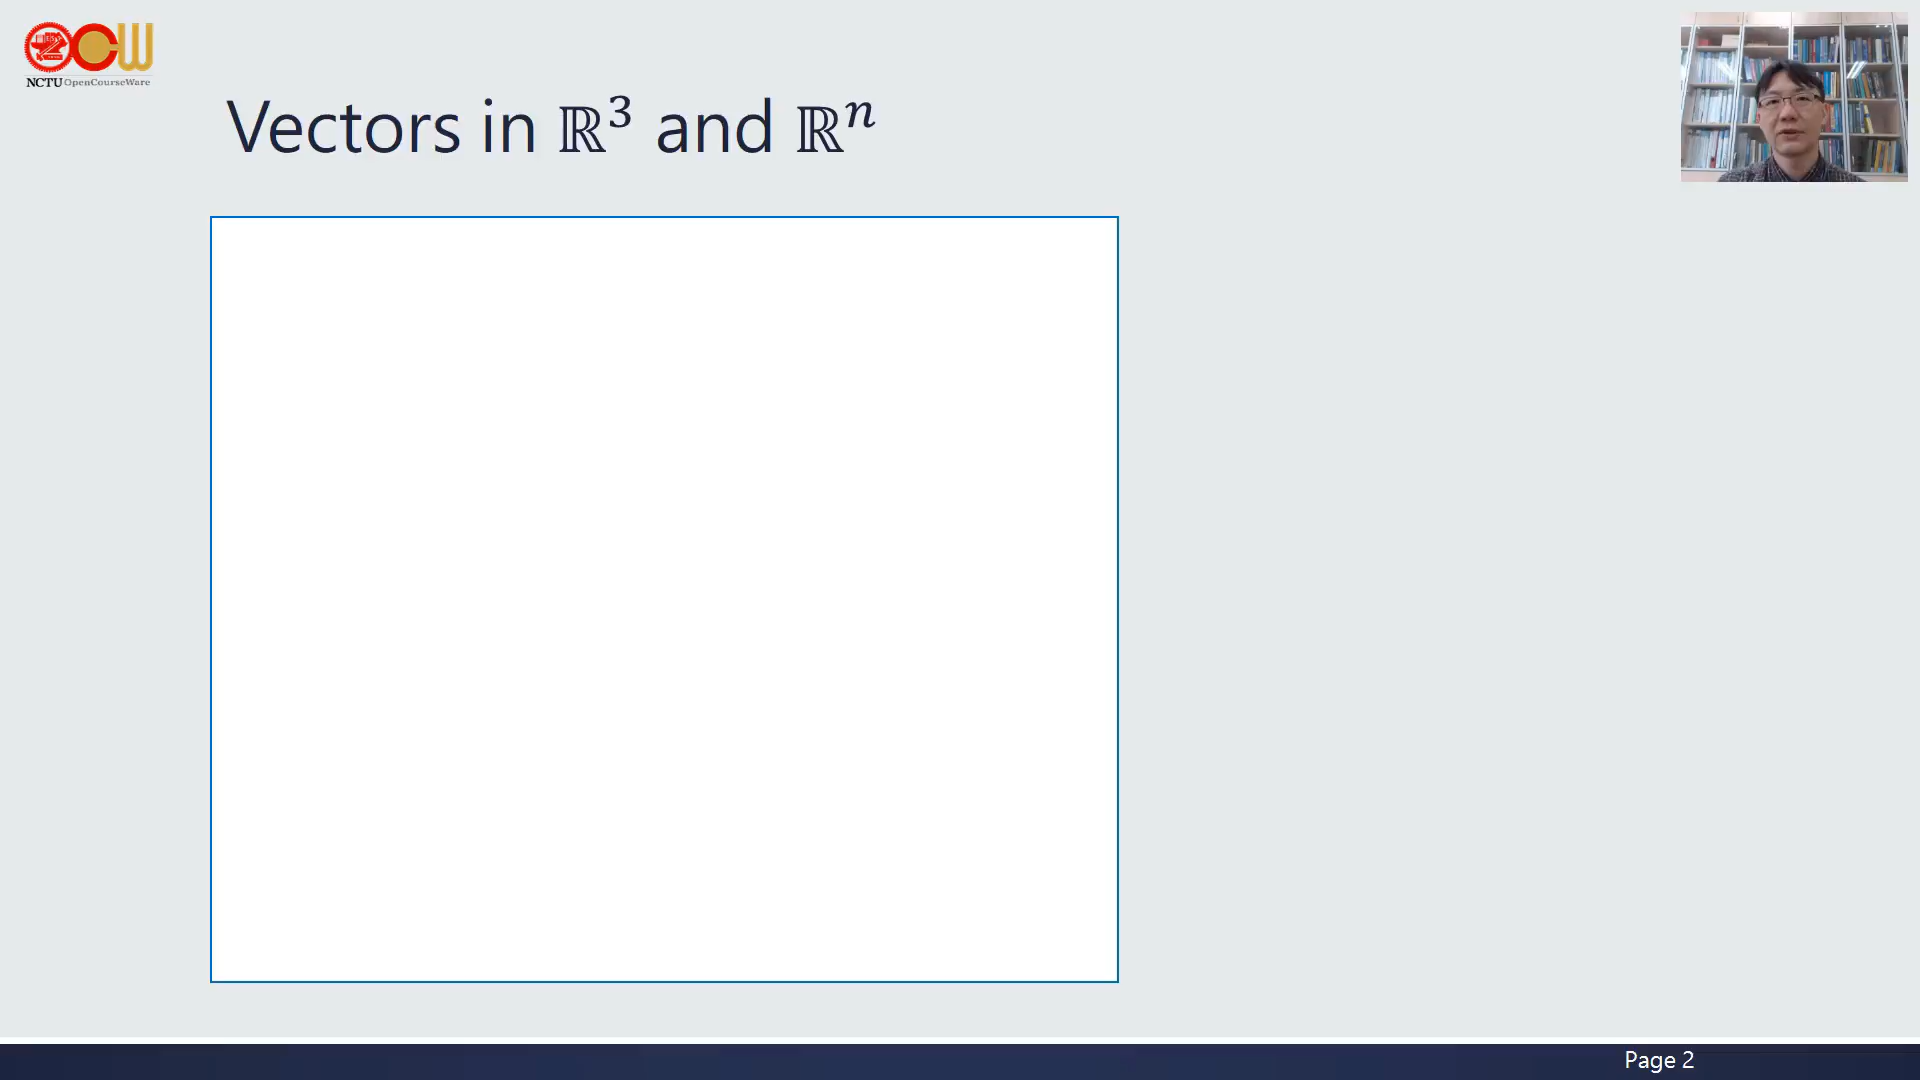 NCTU OpenCourseWare
Vectors in ℝ³ and ℝⁿ
Page 2